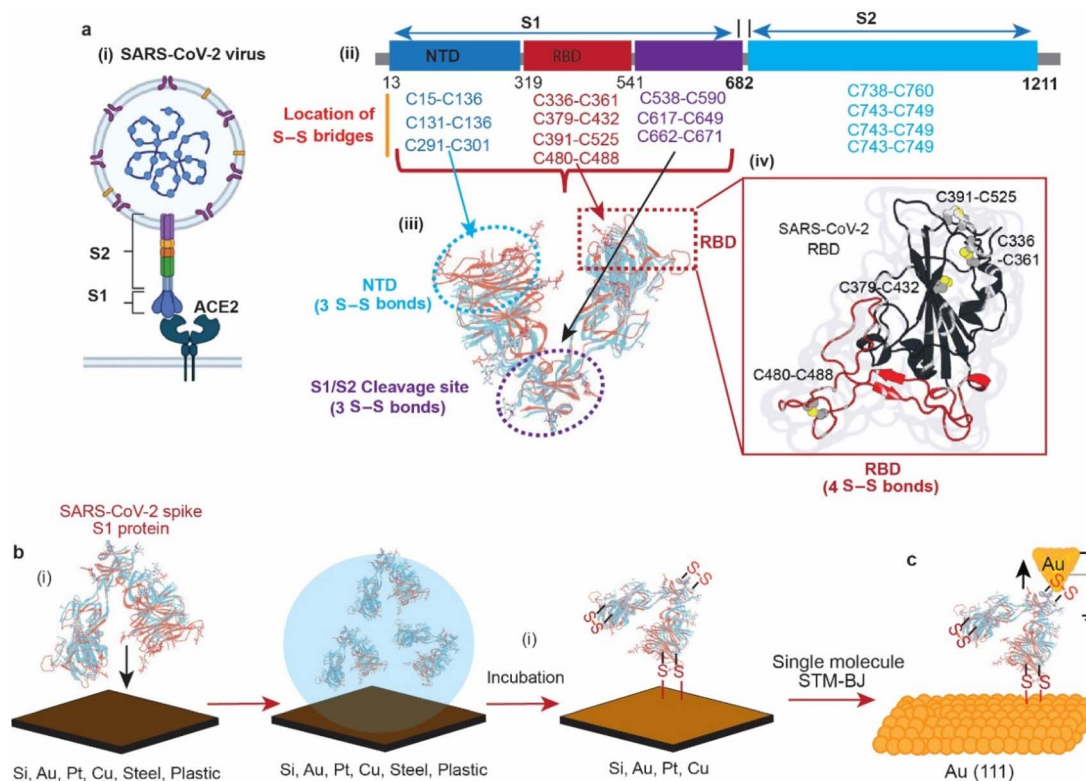 a
(i) SARS-CoV-2 virus
S2
S1
ACE2
(ii)
S1
S2
NTD
RBD
13
319
541
682
1211
Location of
S–S bridges
C15-C136
C131-C136
C291-C301
C336-C361
C379-C432
C391-C525
C480-C488
C538-C590
C617-C649
C662-C671
C738-C760
C743-C749
C743-C749
C743-C749
(iii)
NTD
(3 S–S bonds)
RBD
S1/S2 Cleavage site
(3 S–S bonds)
(iv)
SARS-CoV-2
RBD
C391-C525
C336
-C361
C379-C432
C480-C488
RBD
(4 S–S bonds)
b
SARS-CoV-2 spike
S1 protein
(i)
Si, Au, Pt, Cu, Steel, Plastic
Si, Au, Pt, Cu, Steel, Plastic
(i)
Incubation
S-S
S
S
S
S
Si, Au, Pt, Cu
Single molecule
STM-BJ
c
Au
S-S
S
S
S
S
Au (111)